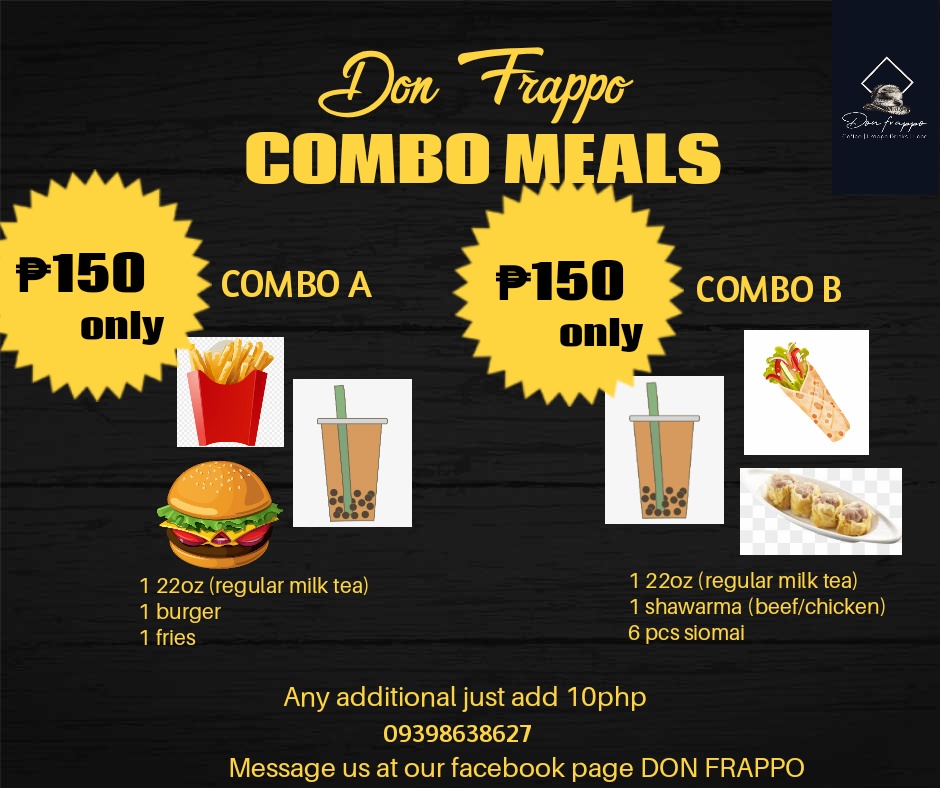 Don Frappo
COMBO MEALS
Don frappo
₱150
only
COMBO A
₱150
only
COMBO B
1 22oz (regular milk tea)
1 burger
1 fries
1 22oz (regular milk tea)
1 shawarma (beef/chicken)
6 pcs siomai
Any additional just add 10php
09398638627
Message us at our facebook page DON FRAPPO